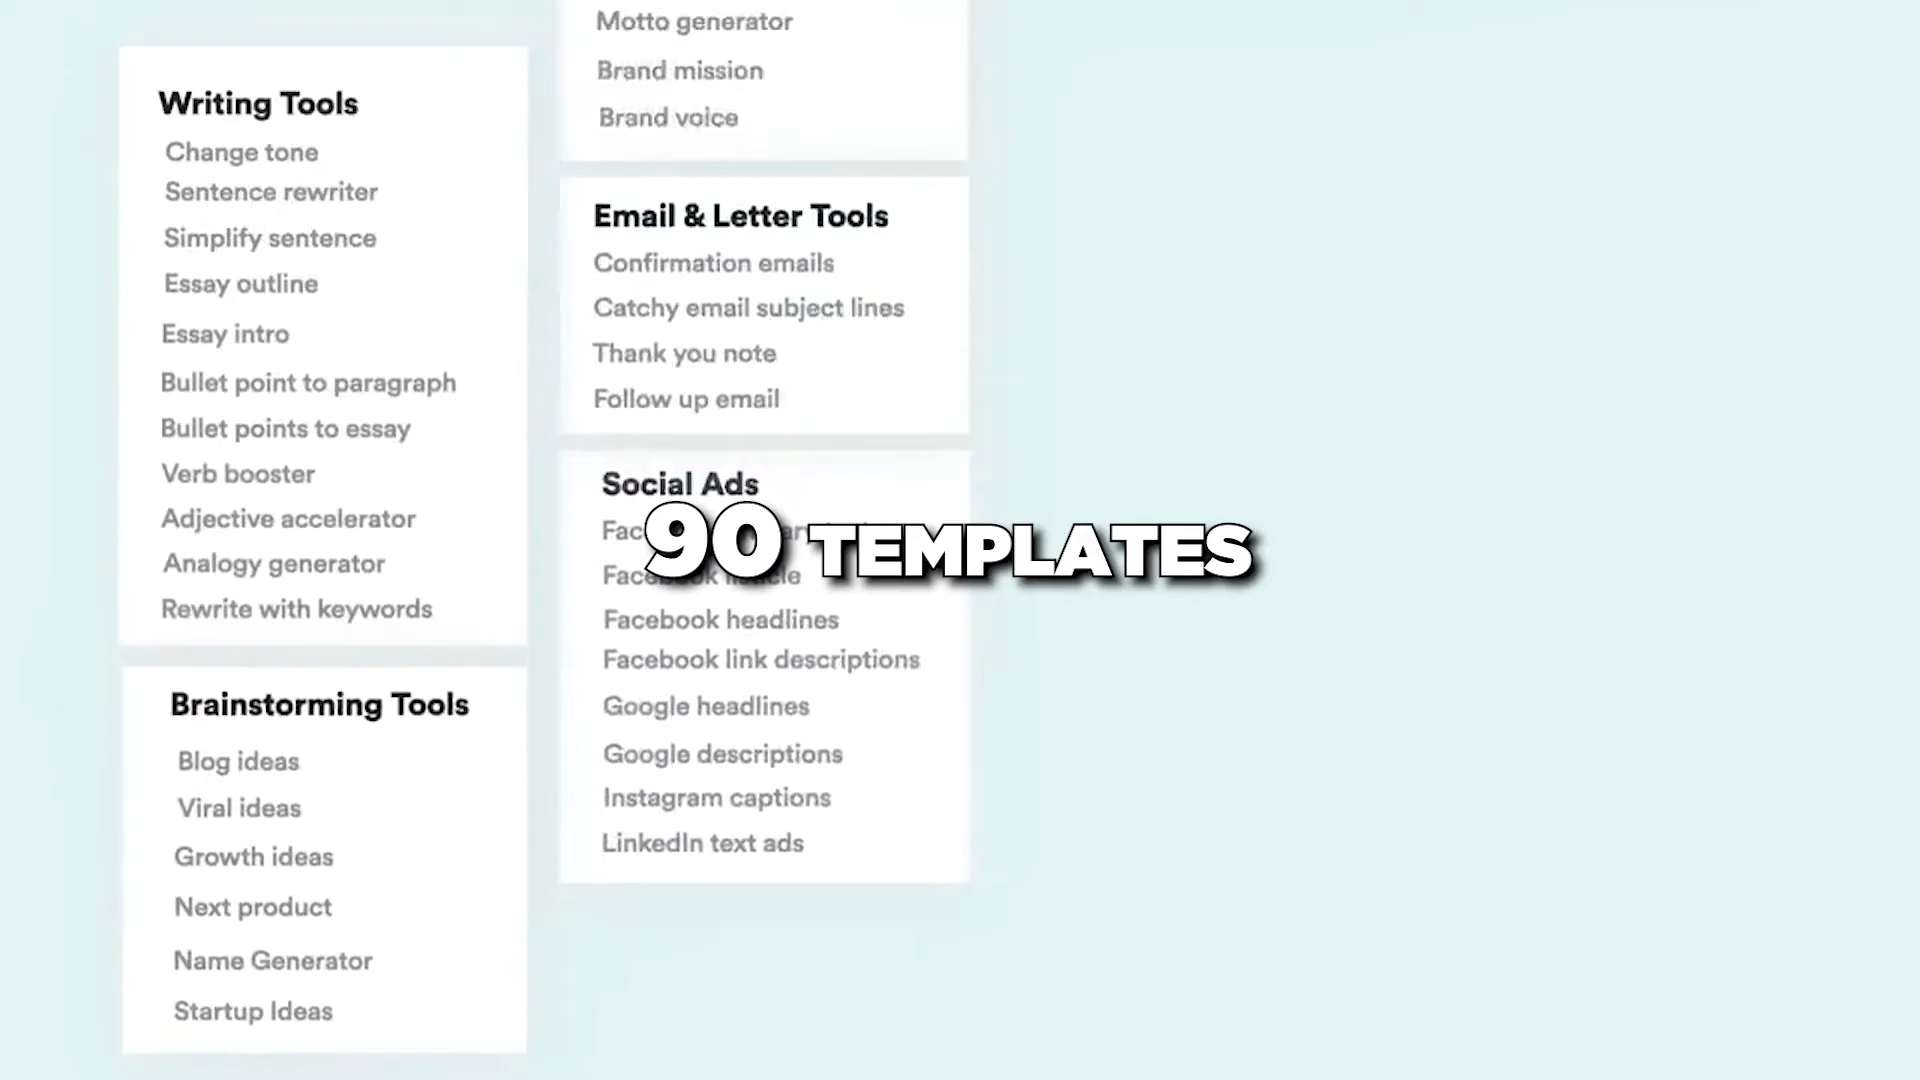 Writing Tools
Change tone
Sentence rewriter
Simplify sentence
Essay outline
Essay intro
Bullet point to paragraph
Bullet points to essay
Verb booster
Adjective accelerator
Analogy generator
Rewrite with keywords
Brainstorming Tools
Blog ideas
Viral ideas
Growth ideas
Next product
Name Generator
Startup Ideas
Motto generator
Brand mission
Brand voice
Email & Letter Tools
Confirmation emails
Catchy email subject lines
Thank you note
Follow up email
Social Ads
90 TEMPLATES
Facebook headlines
Facebook link descriptions
Google headlines
Google descriptions
Instagram captions
LinkedIn text ads